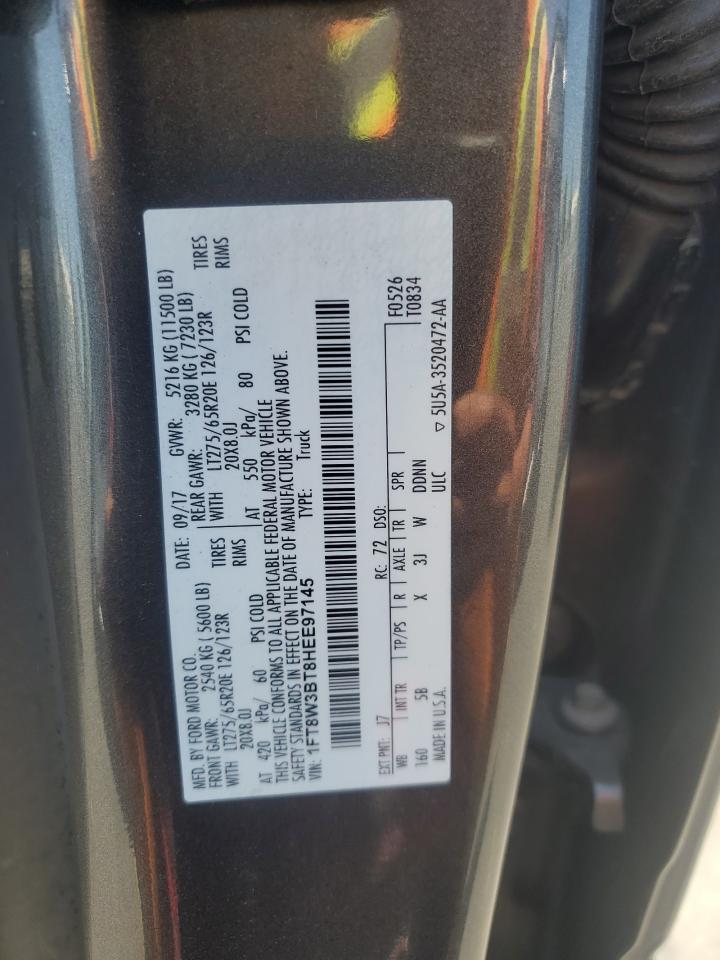 MFD. BY FORD MOTOR CO.
DATE: 09/17 GVWR: 5216 KG (11500 LB)
FRONT GAWR: 2540 KG ( 5600 LB) REAR GAWR: 3280 KG ( 7230 LB)
WITH LT275/65R20E 126/123R TIRES WITH LT275/65R20E 126/123R TIRES
20X8.0J RIMS 20X8.0J RIMS
AT 420 kPa/ 60 PSI COLD AT 550 kPa/ 80 PSI COLD
THIS VEHICLE CONFORMS TO ALL APPLICABLE FEDERAL MOTOR VEHICLE
SAFETY STANDARDS IN EFFECT ON THE DATE OF MANUFACTURE SHOWN ABOVE.
VIN: 1FT8W3BT8HEE97145 TYPE: Truck
EXT PNT: J7 RC: 72 DSO: F0526
WB INT TR TP/PS R AXLE TR SPR T0834
160 5B X 3J W DDNN
MADE IN U.S.A. ULC ▽ 5U5A-3520472-AA